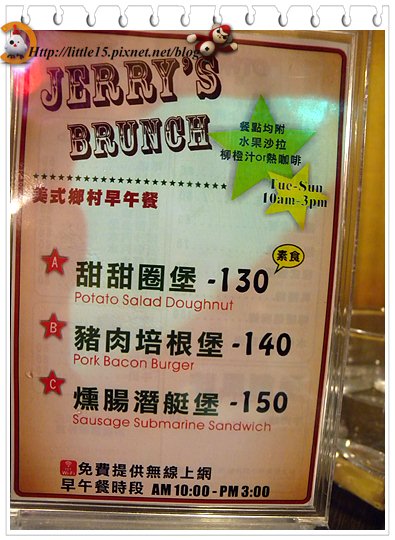 Http://little15.pixnet.net/blog
JERRY'S
BRUNCH
餐點均附
水果沙拉
柳橙汁or熱咖啡
Tue-Sun
10am-3pm
美式鄉村早午餐
素食
A 甜甜圈堡 -130
Potato Salad Doughnut
B 豬肉培根堡 -140
Pork Bacon Burger
C 燻腸潛艇堡 -150
Sausage Submarine Sandwich
Wi-Fi 免費提供無線上網
早午餐時段 AM 10:00 - PM 3:00